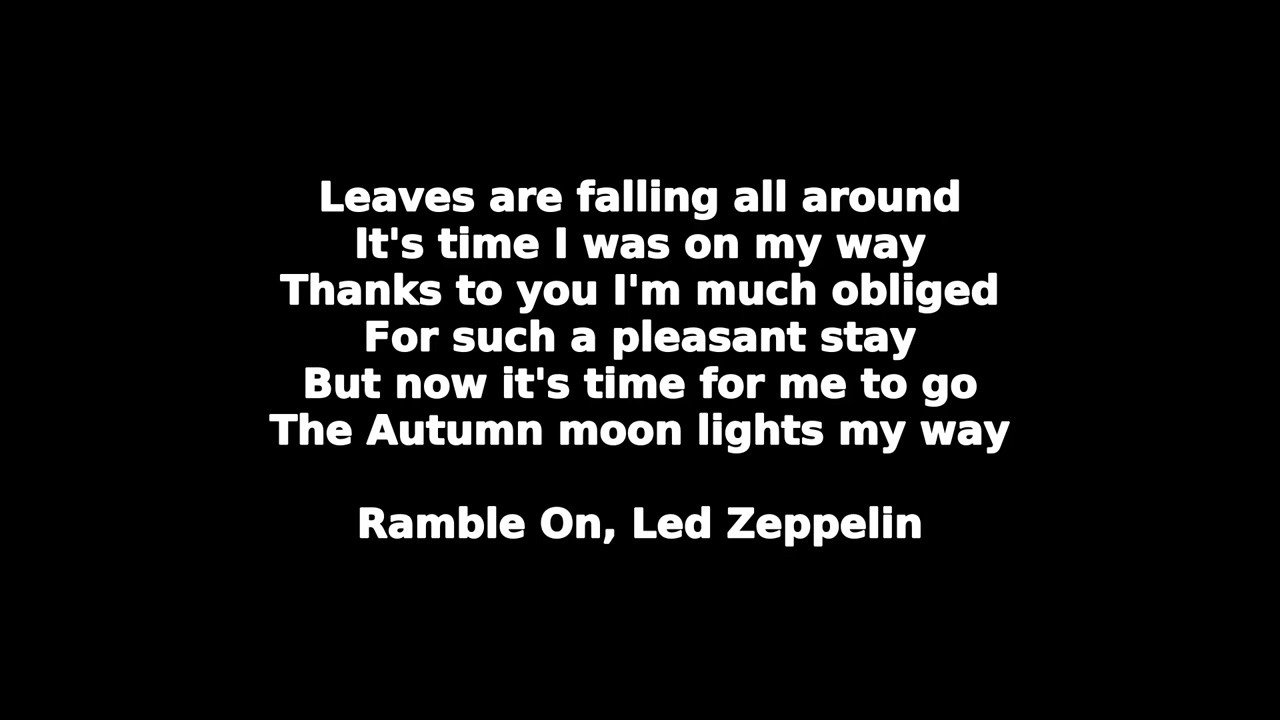 Leaves are falling all around
It's time I was on my way
Thanks to you I'm much obliged
For such a pleasant stay
But now it's time for me to go
The Autumn moon lights my way
Ramble On, Led Zeppelin